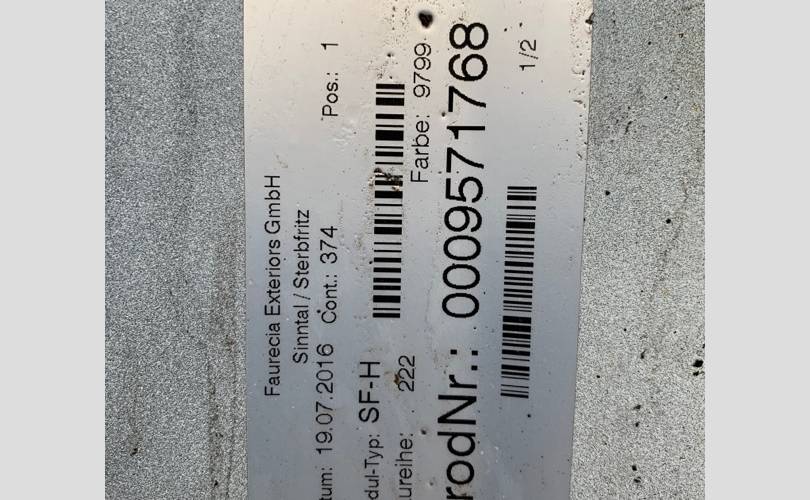 Faurecia Exteriors GmbH
Sinntal / Sterbfritz
tum: 19.07.2016 Cont.: 374 Pos.: 1
dul-Typ: SF-H
ureihe: 222 Farbe: 9799
rodNr.: 0009571768
1/2